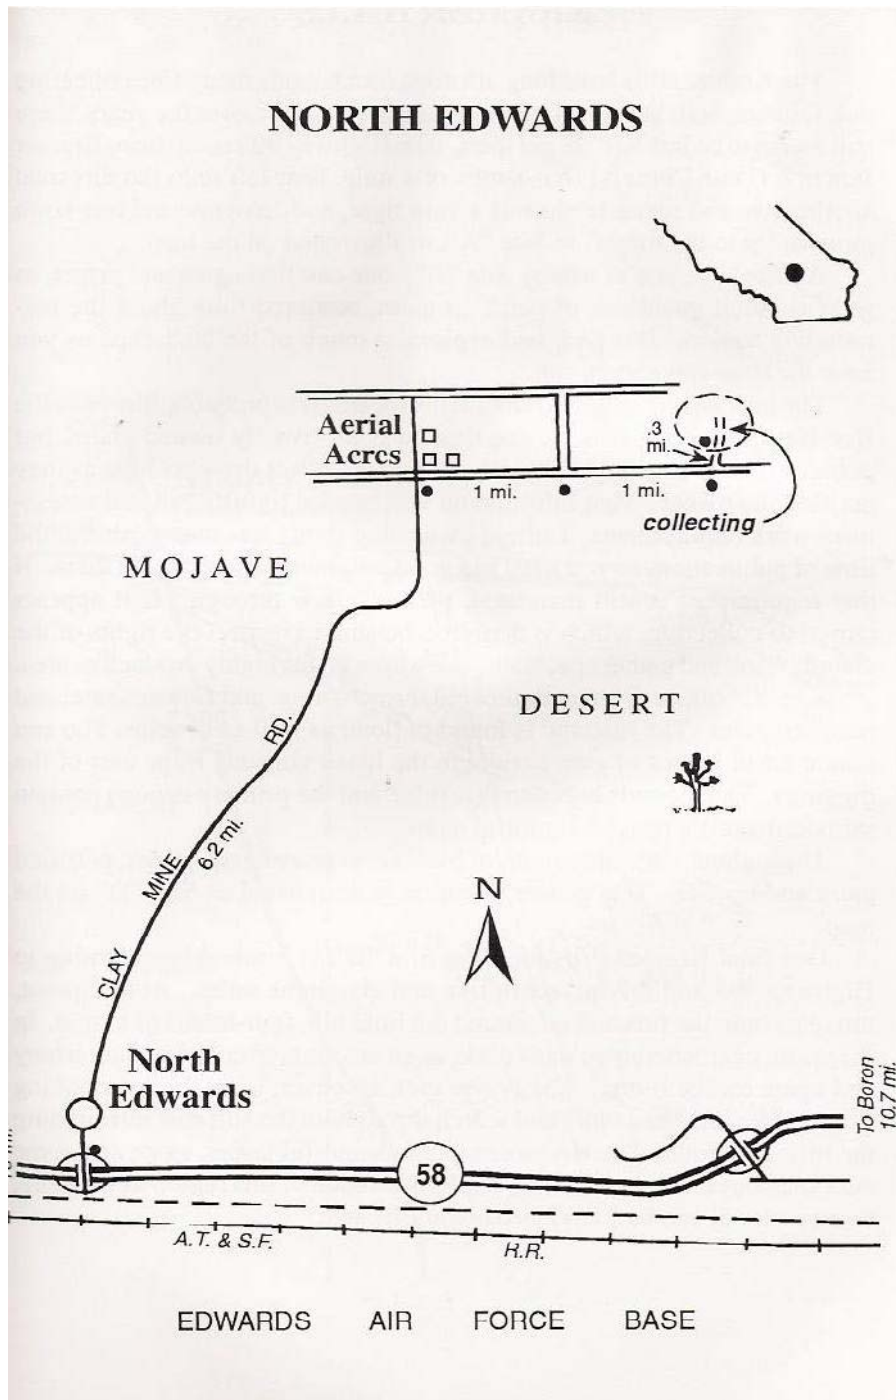 NORTH EDWARDS
Aerial
Acres
.3
mi.
1 mi.
1 mi.
collecting
MOJAVE
DESERT
CLAY MINE RD.
6.2 mi.
N
North
Edwards
58
To Boron
10.7 mi.
A.T. & S.F. R.R.
EDWARDS AIR FORCE BASE